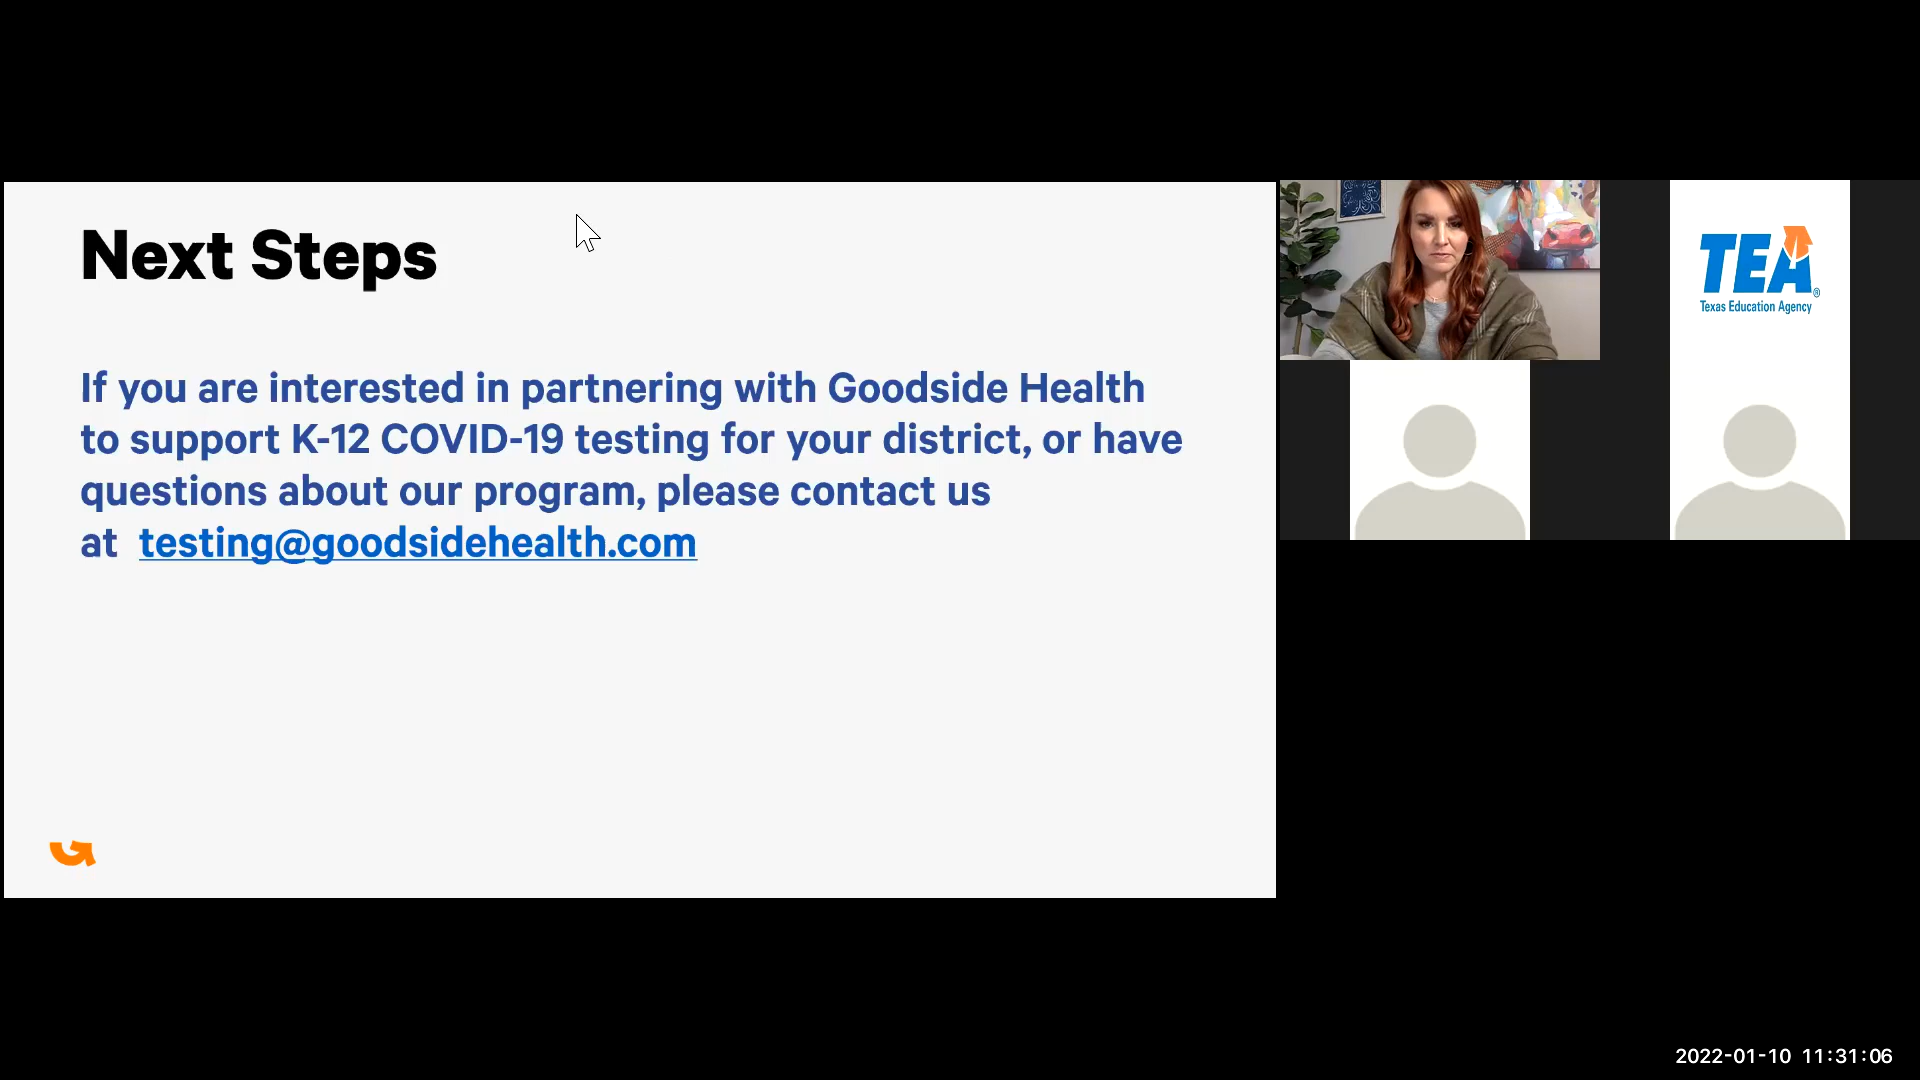 Next Steps
If you are interested in partnering with Goodside Health
to support K-12 COVID-19 testing for your district, or have
questions about our program, please contact us
at testing@goodsidehealth.com
TEA®
Texas Education Agency
2022-01-10 11:31:06